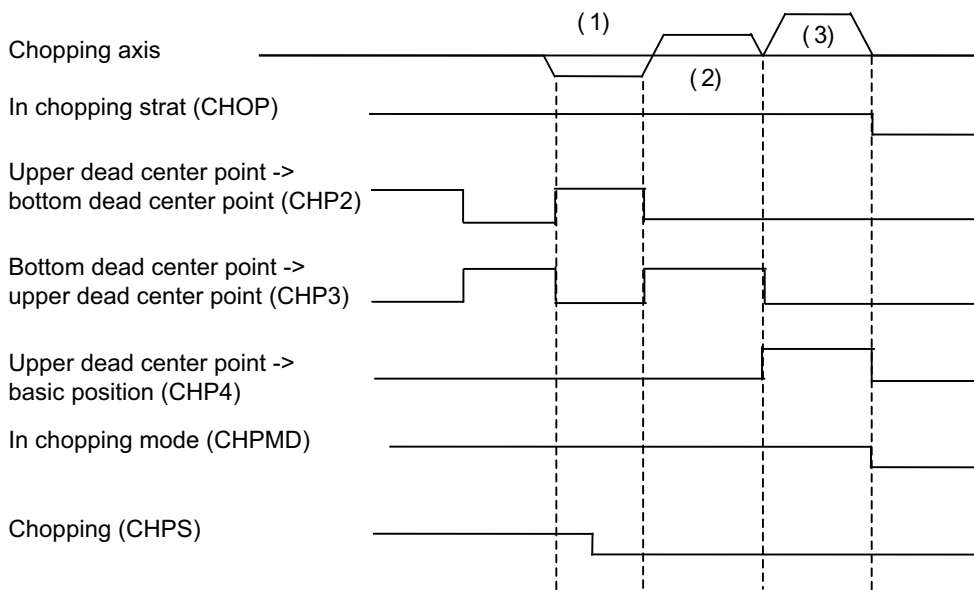 (1)
Chopping axis
(3)
(2)
In chopping strat (CHOP)
Upper dead center point ->
bottom dead center point (CHP2)
Bottom dead center point ->
upper dead center point (CHP3)
Upper dead center point ->
basic position (CHP4)
In chopping mode (CHPMD)
Chopping (CHPS)